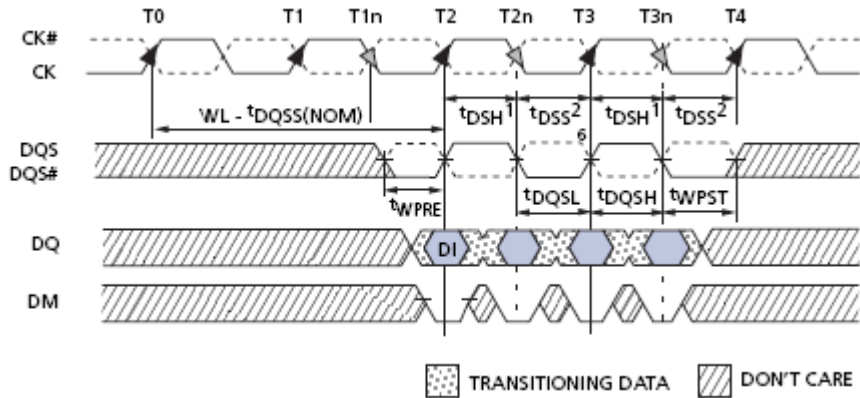 T0 T1 T1n T2 T2n T3 T3n T4
CK#
CK
WL - tDQSS(NOM) tDSH1 tDSS2 tDSH1 tDSS2
6
DQS
DQS#
tWPRE tDQSL tDQSH tWPST
DQ DI
DM
TRANSITIONING DATA DON'T CARE